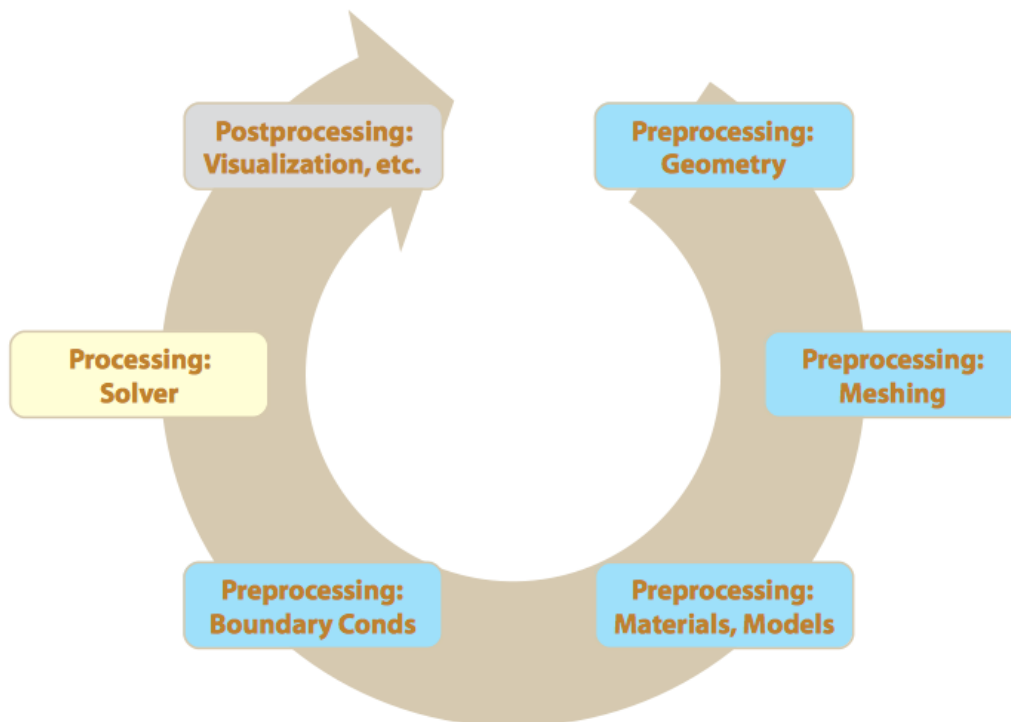 Postprocessing:
Visualization, etc.
Preprocessing:
Geometry
Processing:
Solver
Preprocessing:
Meshing
Preprocessing:
Boundary Conds
Preprocessing:
Materials, Models